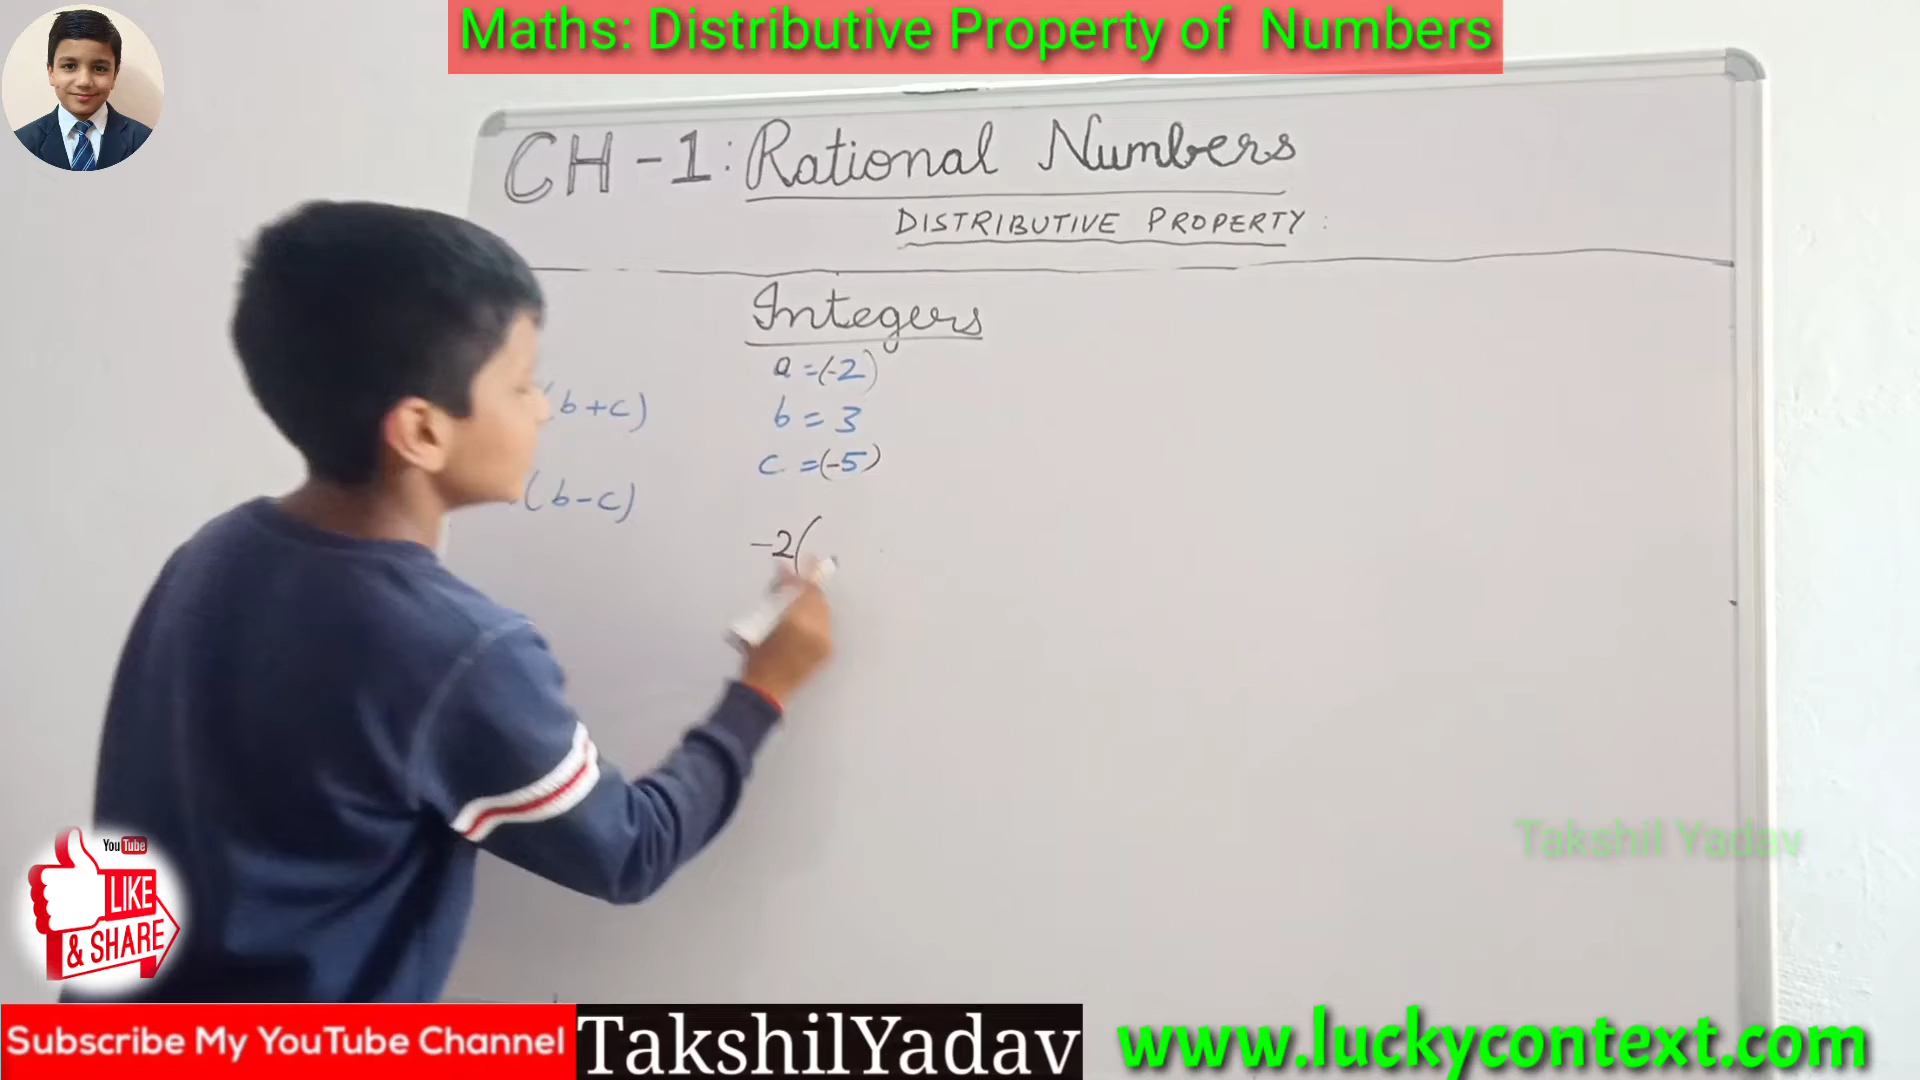 Maths: Distributive Property of Numbers
CH-1: Rational Numbers
DISTRIBUTIVE PROPERTY:
Integers
a =(-2)
(b+c)
b = 3
c. =(-5)
(b-c)
-2(
Takshil Yadav
YouTube
LIKE
& SHARE
Subscribe My YouTube Channel
TakshilYadav
www.luckycontext.com